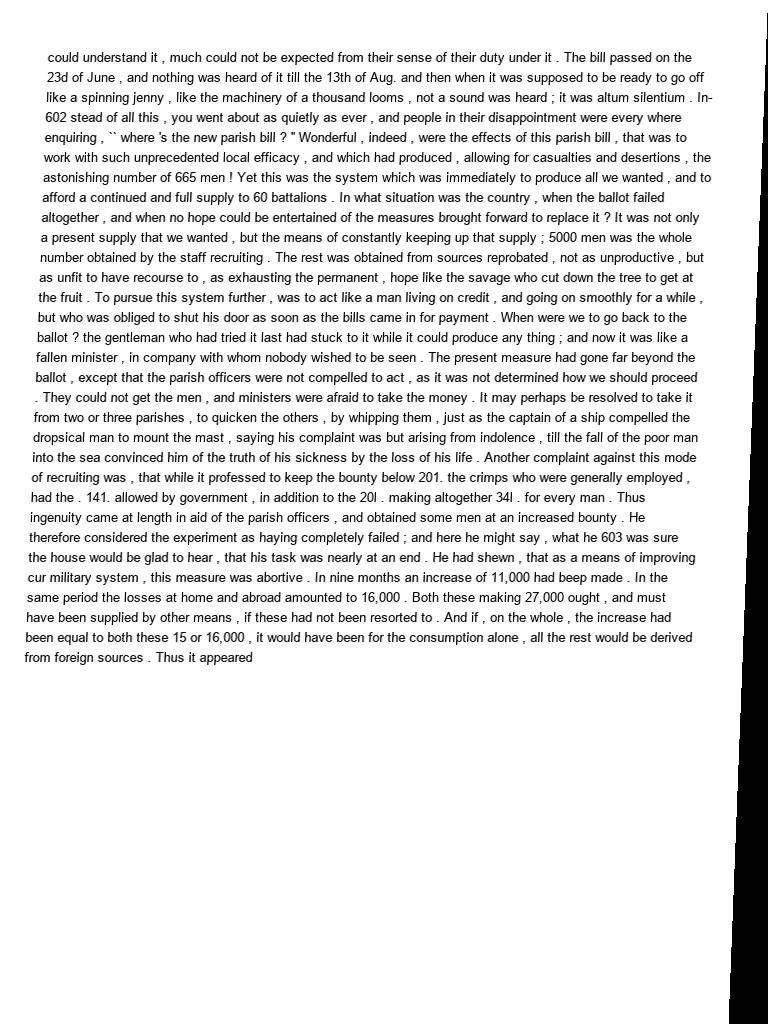 could understand it , much could not be expected from their sense of their duty under it . The bill passed on the
23d of June , and nothing was heard of it till the 13th of Aug. and then when it was supposed to be ready to go off
like a spinning jenny , like the machinery of a thousand looms , not a sound was heard ; it was altum silentium . In-
602 stead of all this , you went about as quietly as ever , and people in their disappointment were every where
enquiring , `` where 's the new parish bill ? " Wonderful , indeed , were the effects of this parish bill , that was to
work with such unprecedented local efficacy , and which had produced , allowing for casualties and desertions , the
astonishing number of 665 men ! Yet this was the system which was immediately to produce all we wanted , and to
afford a continued and full supply to 60 battalions . In what situation was the country , when the ballot failed
altogether , and when no hope could be entertained of the measures brought forward to replace it ? It was not only
a present supply that we wanted , but the means of constantly keeping up that supply ; 5000 men was the whole
number obtained by the staff recruiting . The rest was obtained from sources reprobated , not as unproductive , but
as unfit to have recourse to , as exhausting the permanent , hope like the savage who cut down the tree to get at
the fruit . To pursue this system further , was to act like a man living on credit , and going on smoothly for a while ,
but who was obliged to shut his door as soon as the bills came in for payment . When were we to go back to the
ballot ? the gentleman who had tried it last had stuck to it while it could produce any thing ; and now it was like a
fallen minister , in company with whom nobody wished to be seen . The present measure had gone far beyond the
ballot , except that the parish officers were not compelled to act , as it was not determined how we should proceed
. They could not get the men , and ministers were afraid to take the money . It may perhaps be resolved to take it
from two or three parishes , to quicken the others , by whipping them , just as the captain of a ship compelled the
dropsical man to mount the mast , saying his complaint was but arising from indolence , till the fall of the poor man
into the sea convinced him of the truth of his sickness by the loss of his life . Another complaint against this mode
of recruiting was , that while it professed to keep the bounty below 201. the crimps who were generally employed ,
had the . 141. allowed by government , in addition to the 20l . making altogether 34l . for every man . Thus
ingenuity came at length in aid of the parish officers , and obtained some men at an increased bounty . He
therefore considered the experiment as haying completely failed ; and here he might say , what he 603 was sure
the house would be glad to hear , that his task was nearly at an end . He had shewn , that as a means of improving
cur military system , this measure was abortive . In nine months an increase of 11,000 had beep made . In the
same period the losses at home and abroad amounted to 16,000 . Both these making 27,000 ought , and must
have been supplied by other means , if these had not been resorted to . And if , on the whole , the increase had
been equal to both these 15 or 16,000 , it would have been for the consumption alone , all the rest would be derived
from foreign sources . Thus it appeared